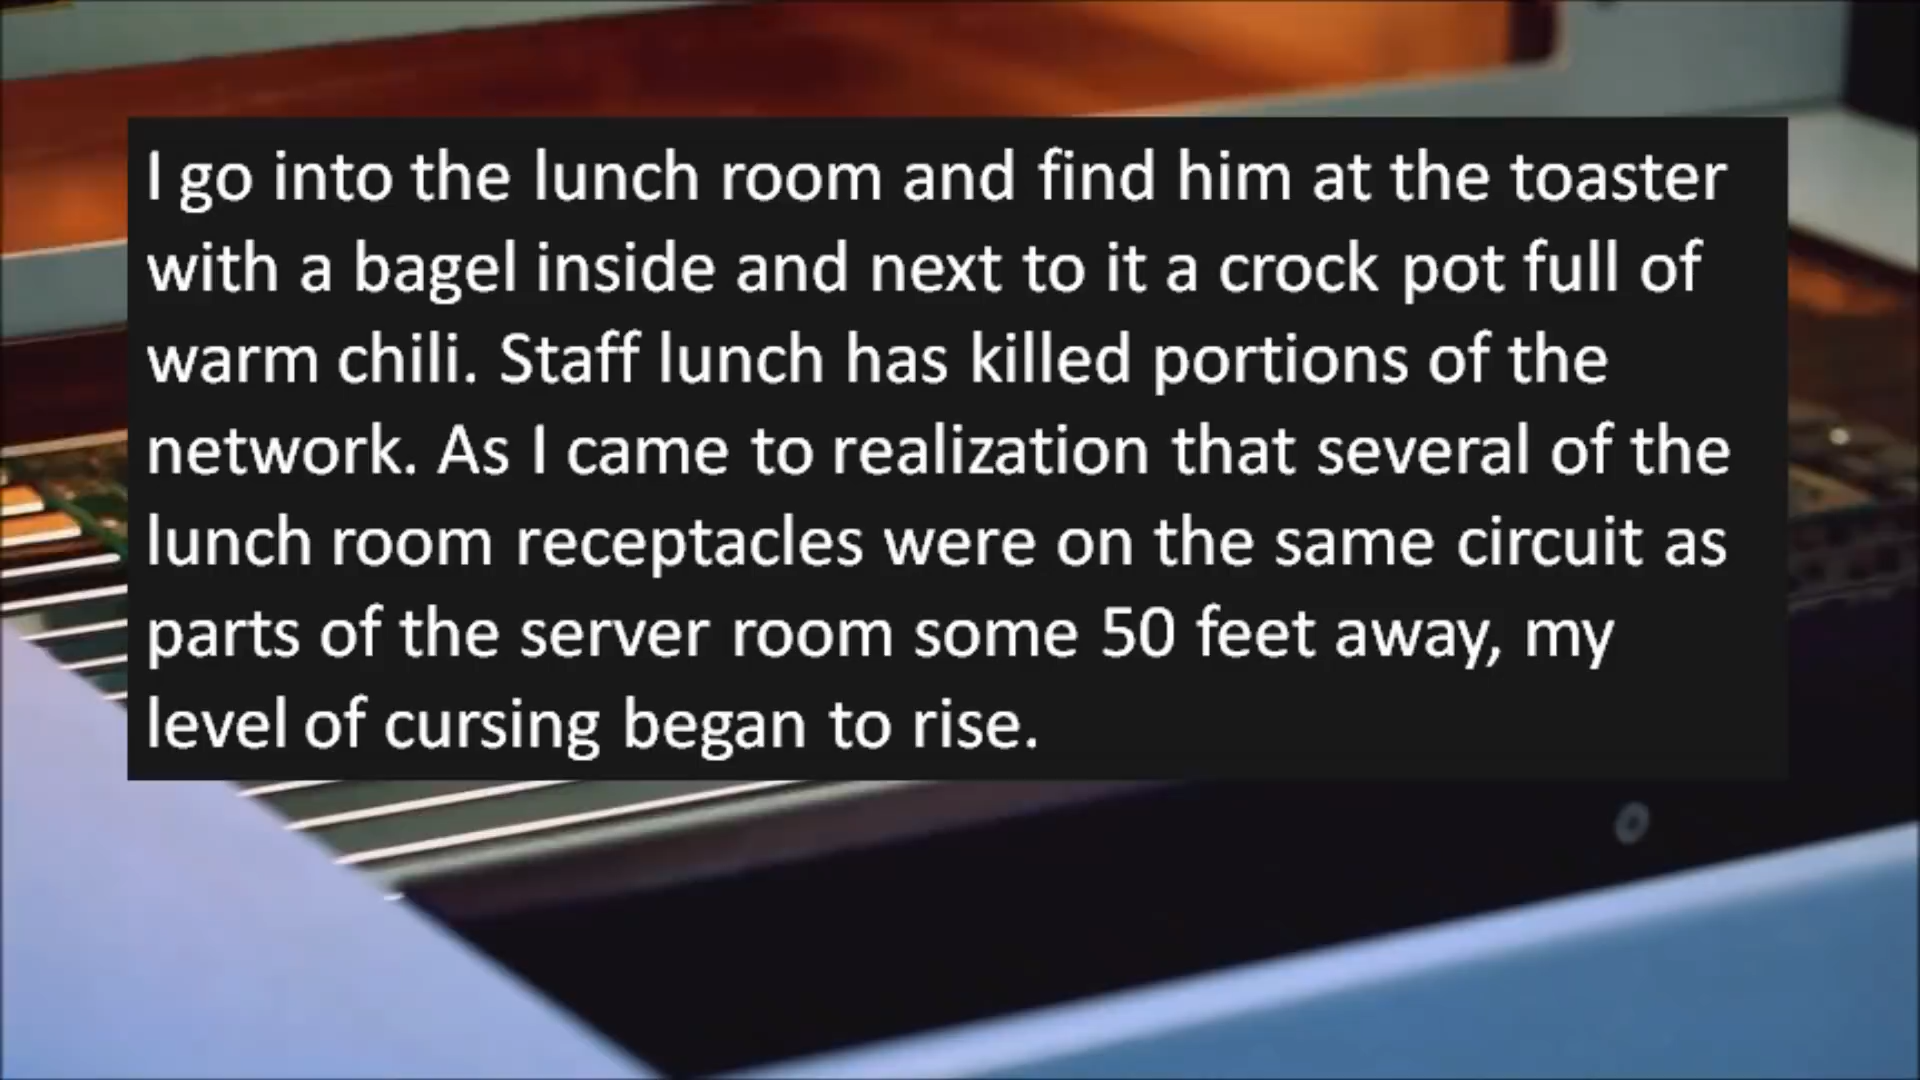 I go into the lunch room and find him at the toaster
with a bagel inside and next to it a crock pot full of
warm chili. Staff lunch has killed portions of the
network. As I came to realization that several of the
lunch room receptacles were on the same circuit as
parts of the server room some 50 feet away, my
level of cursing began to rise.